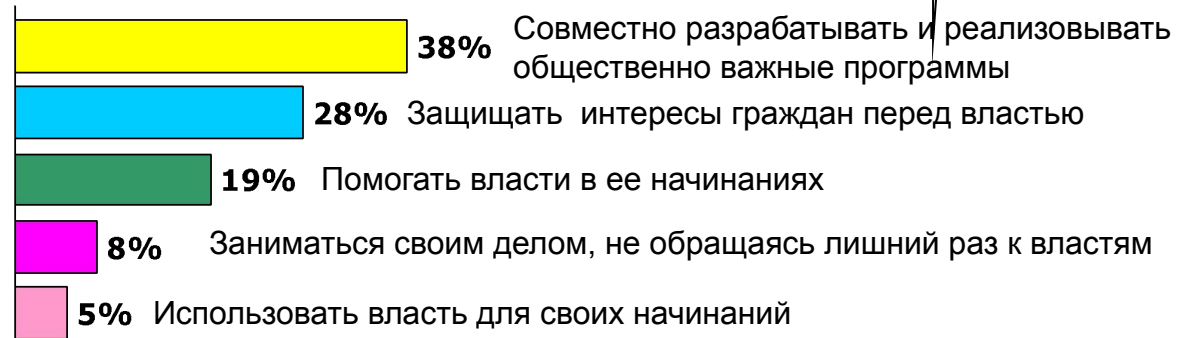 38% Совместно разрабатывать и реализовывать
общественно важные программы
28% Защищать интересы граждан перед властью
19% Помогать власти в ее начинаниях
8% Заниматься своим делом, не обращаясь лишний раз к властям
5% Использовать власть для своих начинаний